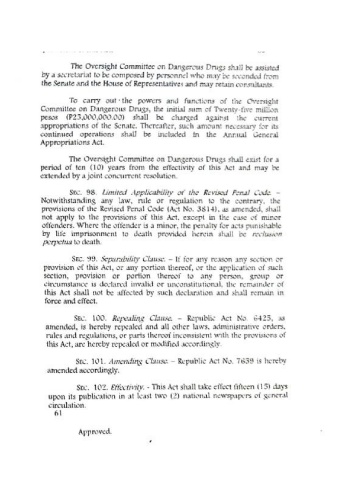 The Oversight Committee on Dangerous Drugs shall be assisted
by a secretariat to be composed by personnel who may be seconded from
the Senate and the House of Representatives and may retain consultants.
To carry out the powers and functions of the Oversight
Committee on Dangerous Drugs, the initial sum of Twenty-five million
pesos (P25,000,000.00) shall be charged against the current
appropriations of the Senate. Thereafter, such amount necessary for its
continued operations shall be included in the Annual General
Appropriations Act.
The Oversight Committee on Dangerous Drugs shall exist for a
period of ten (10) years from the effectivity of this Act and may be
extended by a joint concurrent resolution.
SEC. 98. Limited Applicability of the Revised Penal Code. –
Notwithstanding any law, rule or regulation to the contrary, the
provisions of the Revised Penal Code (Act No. 3814), as amended, shall
not apply to the provisions of this Act, except in the case of minor
offenders. Where the offender is a minor, the penalty for acts punishable
by life imprisonment to death provided herein shall be reclusion
perpetua to death.
SEC. 99. Separability Clause. – If for any reason any section or
provision of this Act, or any portion thereof, or the application of such
section, provision or portion thereof to any person, group or
circumstance is declared invalid or unconstitutional, the remainder of
this Act shall not be affected by such declaration and shall remain in
force and effect.
SEC. 100. Repealing Clause. – Republic Act No. 6425, as
amended, is hereby repealed and all other laws, administrative orders,
rules and regulations, or parts thereof inconsistent with the provisions of
this Act, are hereby repealed or modified accordingly.
SEC. 101. Amending Clause. – Republic Act No. 7659 is hereby
amended accordingly.
SEC. 102. Effectivity. - This Act shall take effect fifteen (15) days
upon its publication in at least two (2) national newspapers of general
circulation.
61
Approved.